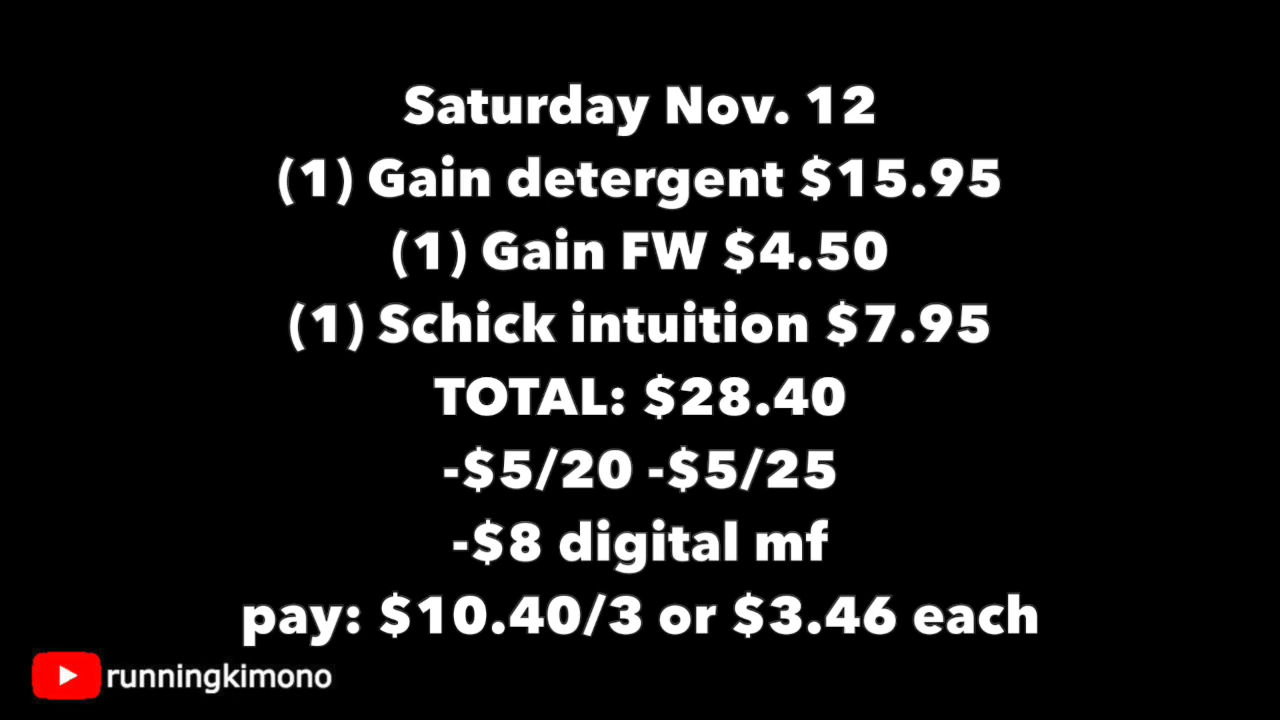 Saturday Nov. 12
(1) Gain detergent $15.95
(1) Gain FW $4.50
(1) Schick intuition $7.95
TOTAL: $28.40
-$5/20 -$5/25
-$8 digital mf
pay: $10.40/3 or $3.46 each
runningkimono